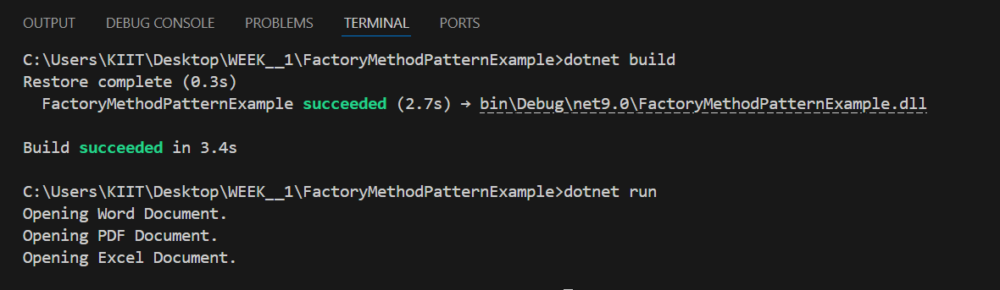 OUTPUT DEBUG CONSOLE PROBLEMS TERMINAL PORTS
C:\Users\KIIT\Desktop\WEEK__1\FactoryMethodPatternExample>dotnet build
Restore complete (0.3s)
FactoryMethodPatternExample succeeded (2.7s) → bin\Debug\net9.0\FactoryMethodPatternExample.dll
Build succeeded in 3.4s
C:\Users\KIIT\Desktop\WEEK__1\FactoryMethodPatternExample>dotnet run
Opening Word Document.
Opening PDF Document.
Opening Excel Document.